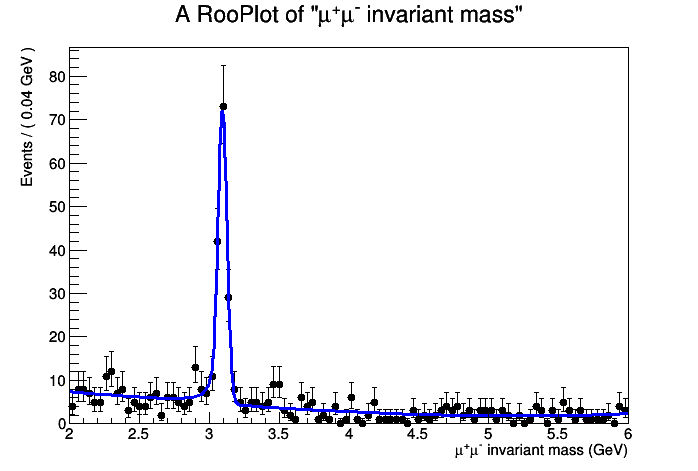 A RooPlot of "μ⁺μ⁻ invariant mass"
Events / ( 0.04 GeV )
80
70
60
50
40
30
20
10
0
2 2.5 3 3.5 4 4.5 5 5.5 6
μ⁺μ⁻ invariant mass (GeV)